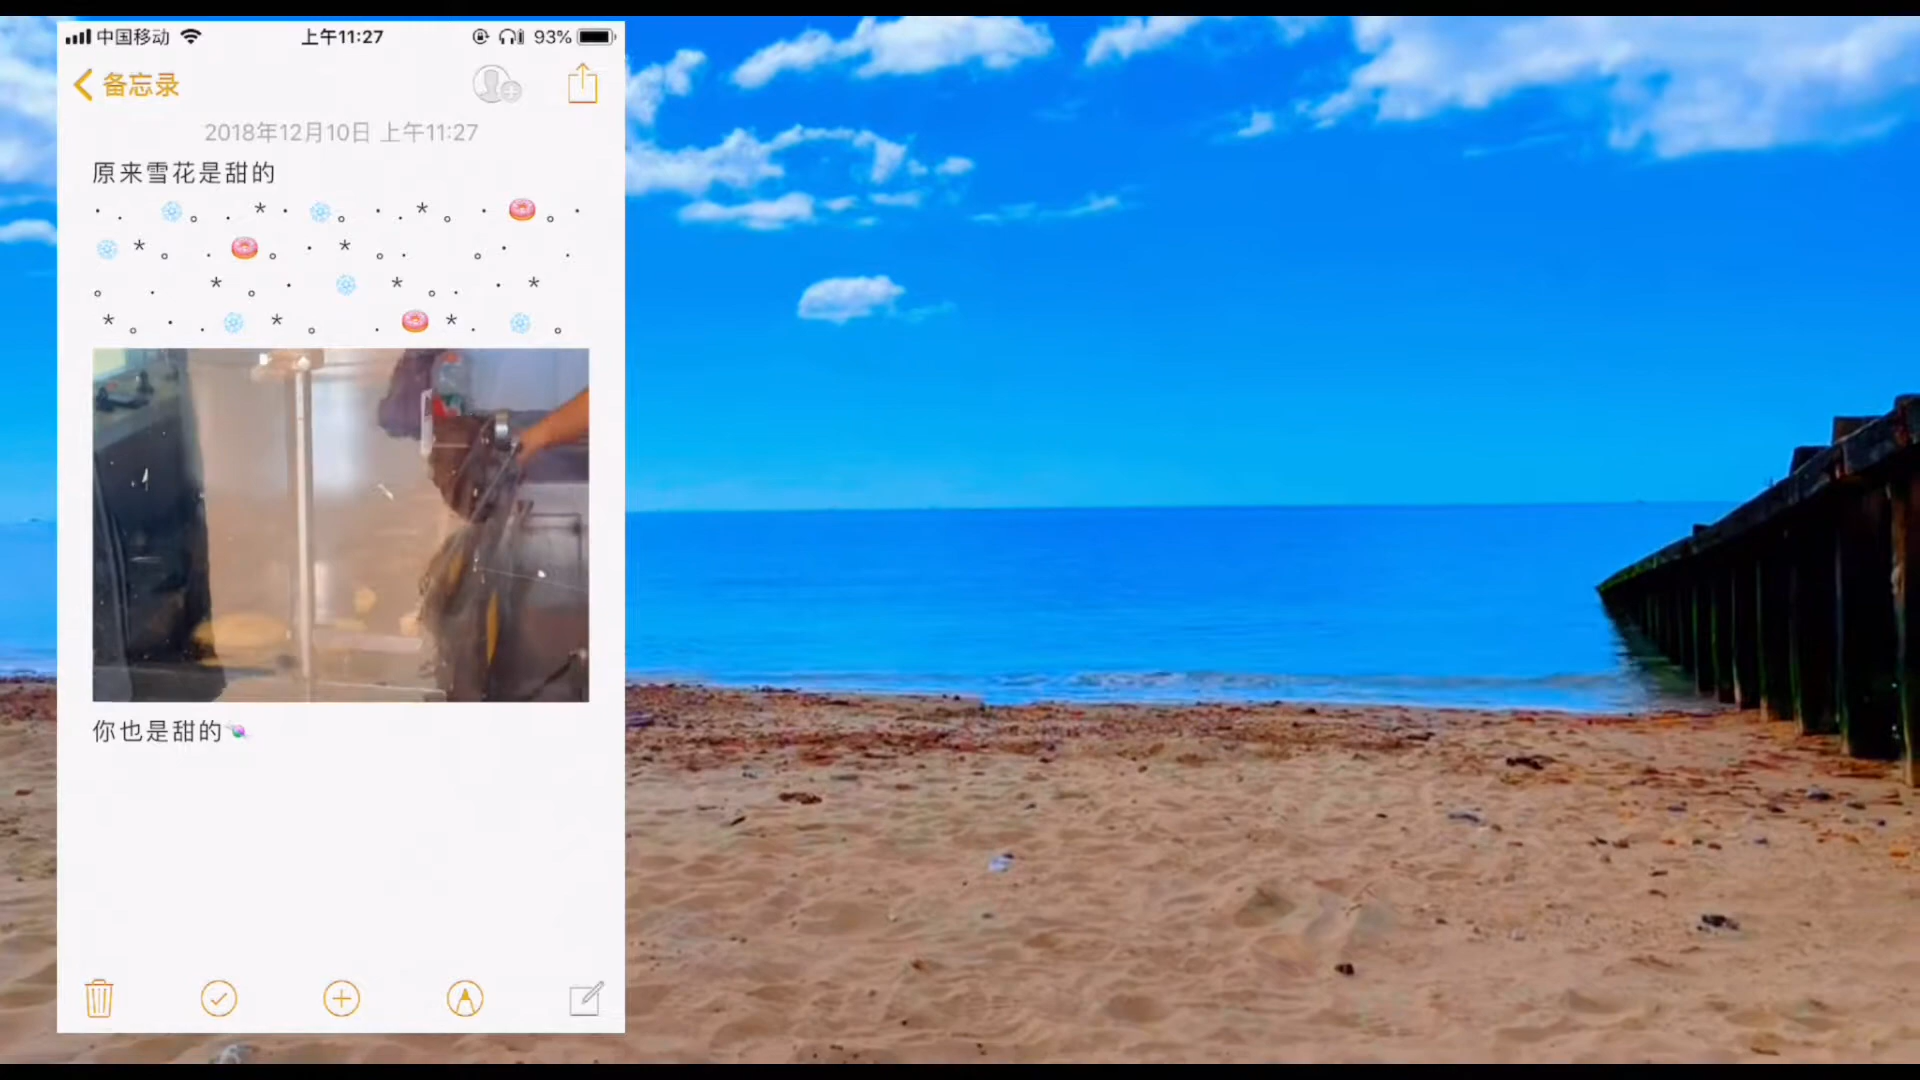 中国移动 上午11:27 93%
备忘录
2018年12月10日 上午11:27
原来雪花是甜的
你也是甜的